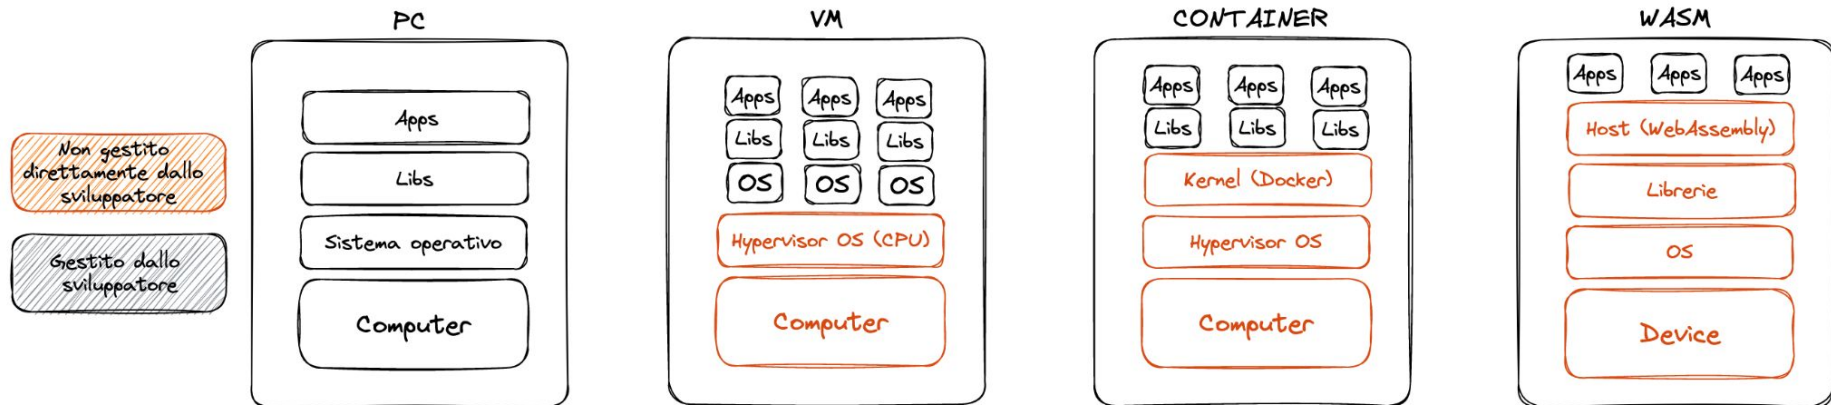 PC
VM
CONTAINER
WASM
Non gestito
direttamente dallo
sviluppatore
Gestito dallo
sviluppatore
Apps
Libs
Sistema operativo
Computer
Apps Apps Apps
Libs Libs Libs
OS OS OS
Hypervisor OS (CPU)
Computer
Apps Apps Apps
Libs Libs Libs
Kernel (Docker)
Hypervisor OS
Computer
Apps Apps Apps
Host (WebAssembly)
Librerie
OS
Device